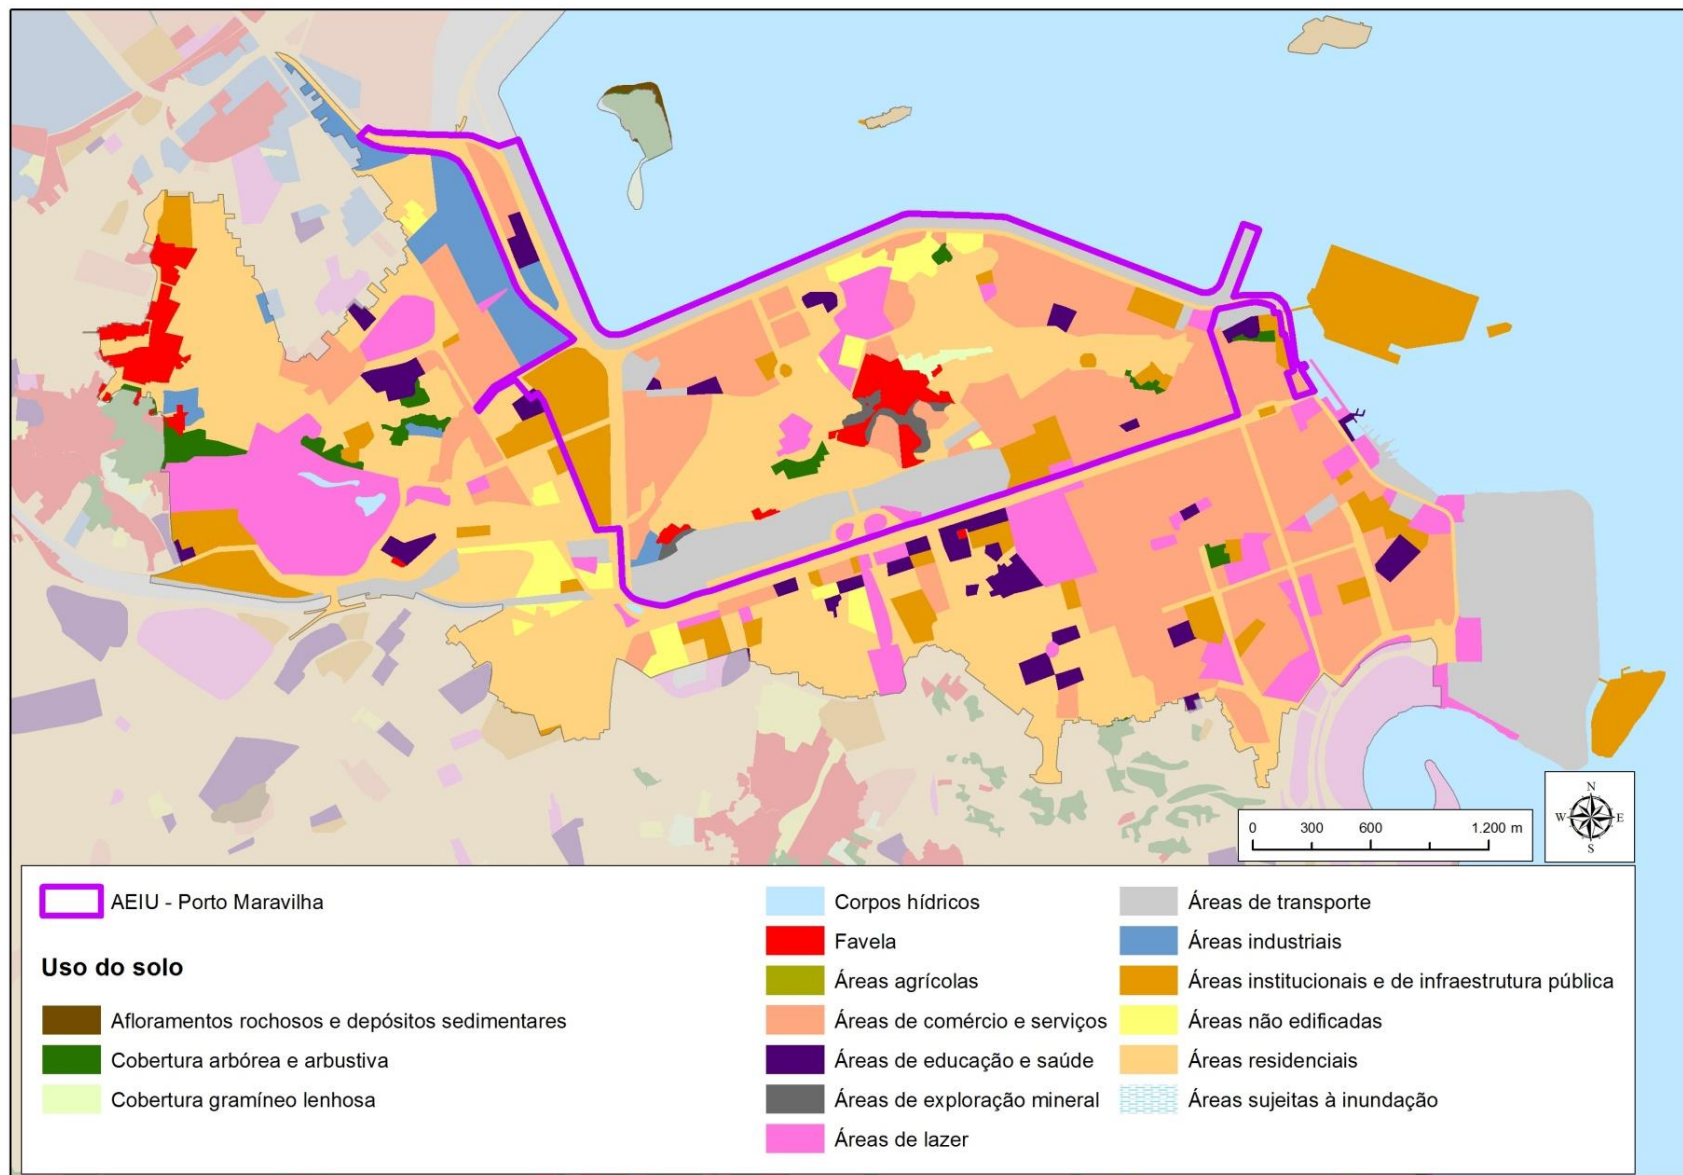 N
W E
S
0 300 600 1.200 m
AEIU - Porto Maravilha
Uso do solo
Afloramentos rochosos e depósitos sedimentares
Cobertura arbórea e arbustiva
Cobertura gramíneo lenhosa
Corpos hídricos
Favela
Áreas agrícolas
Áreas de comércio e serviços
Áreas de educação e saúde
Áreas de exploração mineral
Áreas de lazer
Áreas de transporte
Áreas industriais
Áreas institucionais e de infraestrutura pública
Áreas não edificadas
Áreas residenciais
Áreas sujeitas à inundação